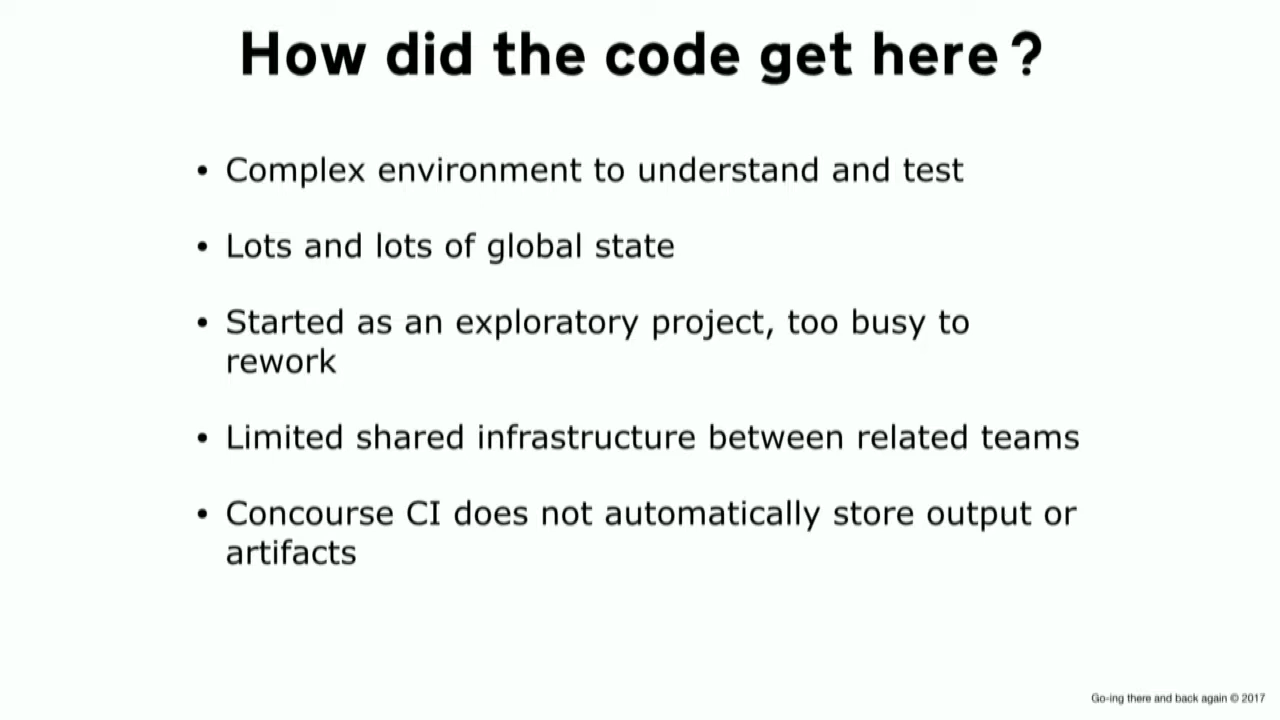 How did the code get here?
• Complex environment to understand and test
• Lots and lots of global state
• Started as an exploratory project, too busy to
rework
• Limited shared infrastructure between related teams
• Concourse CI does not automatically store output or
artifacts
Go-ing there and back again © 2017